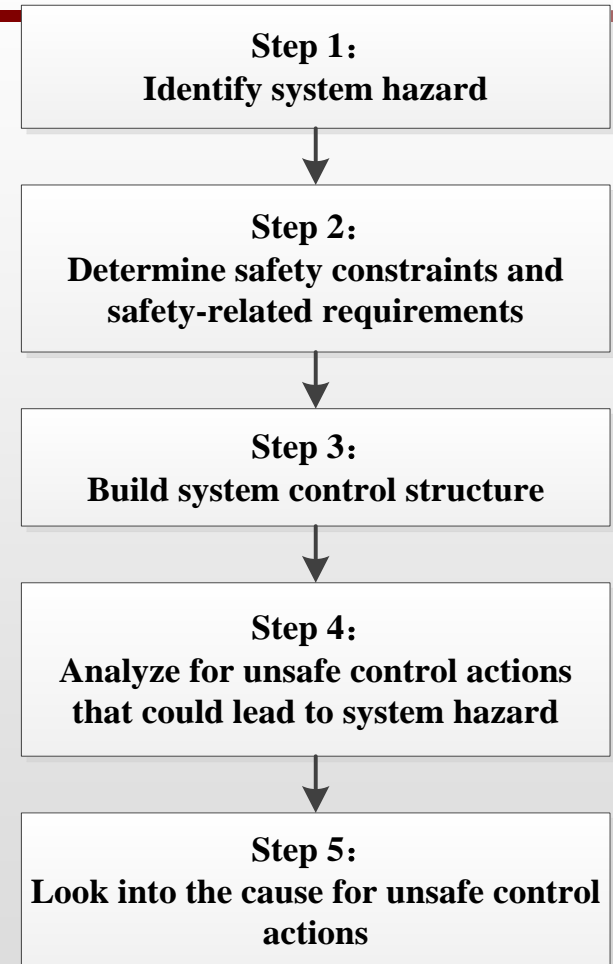 Step 1：
Identify system hazard
Step 2：
Determine safety constraints and
safety-related requirements
Step 3：
Build system control structure
Step 4：
Analyze for unsafe control actions
that could lead to system hazard
Step 5：
Look into the cause for unsafe control
actions